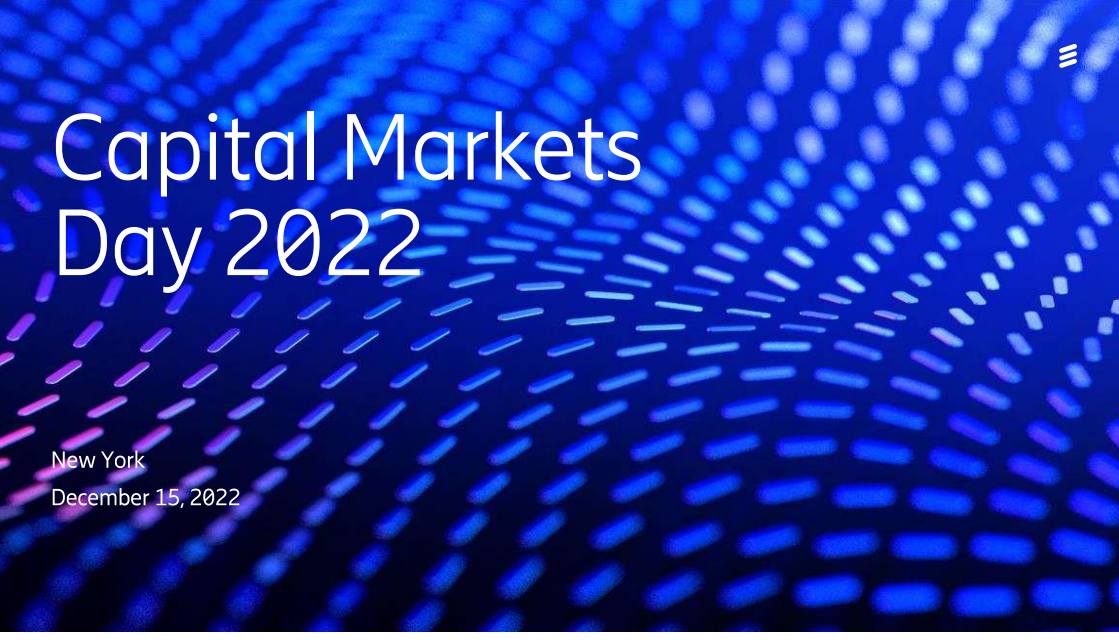 Capital Markets
Day 2022
New York
December 15, 2022